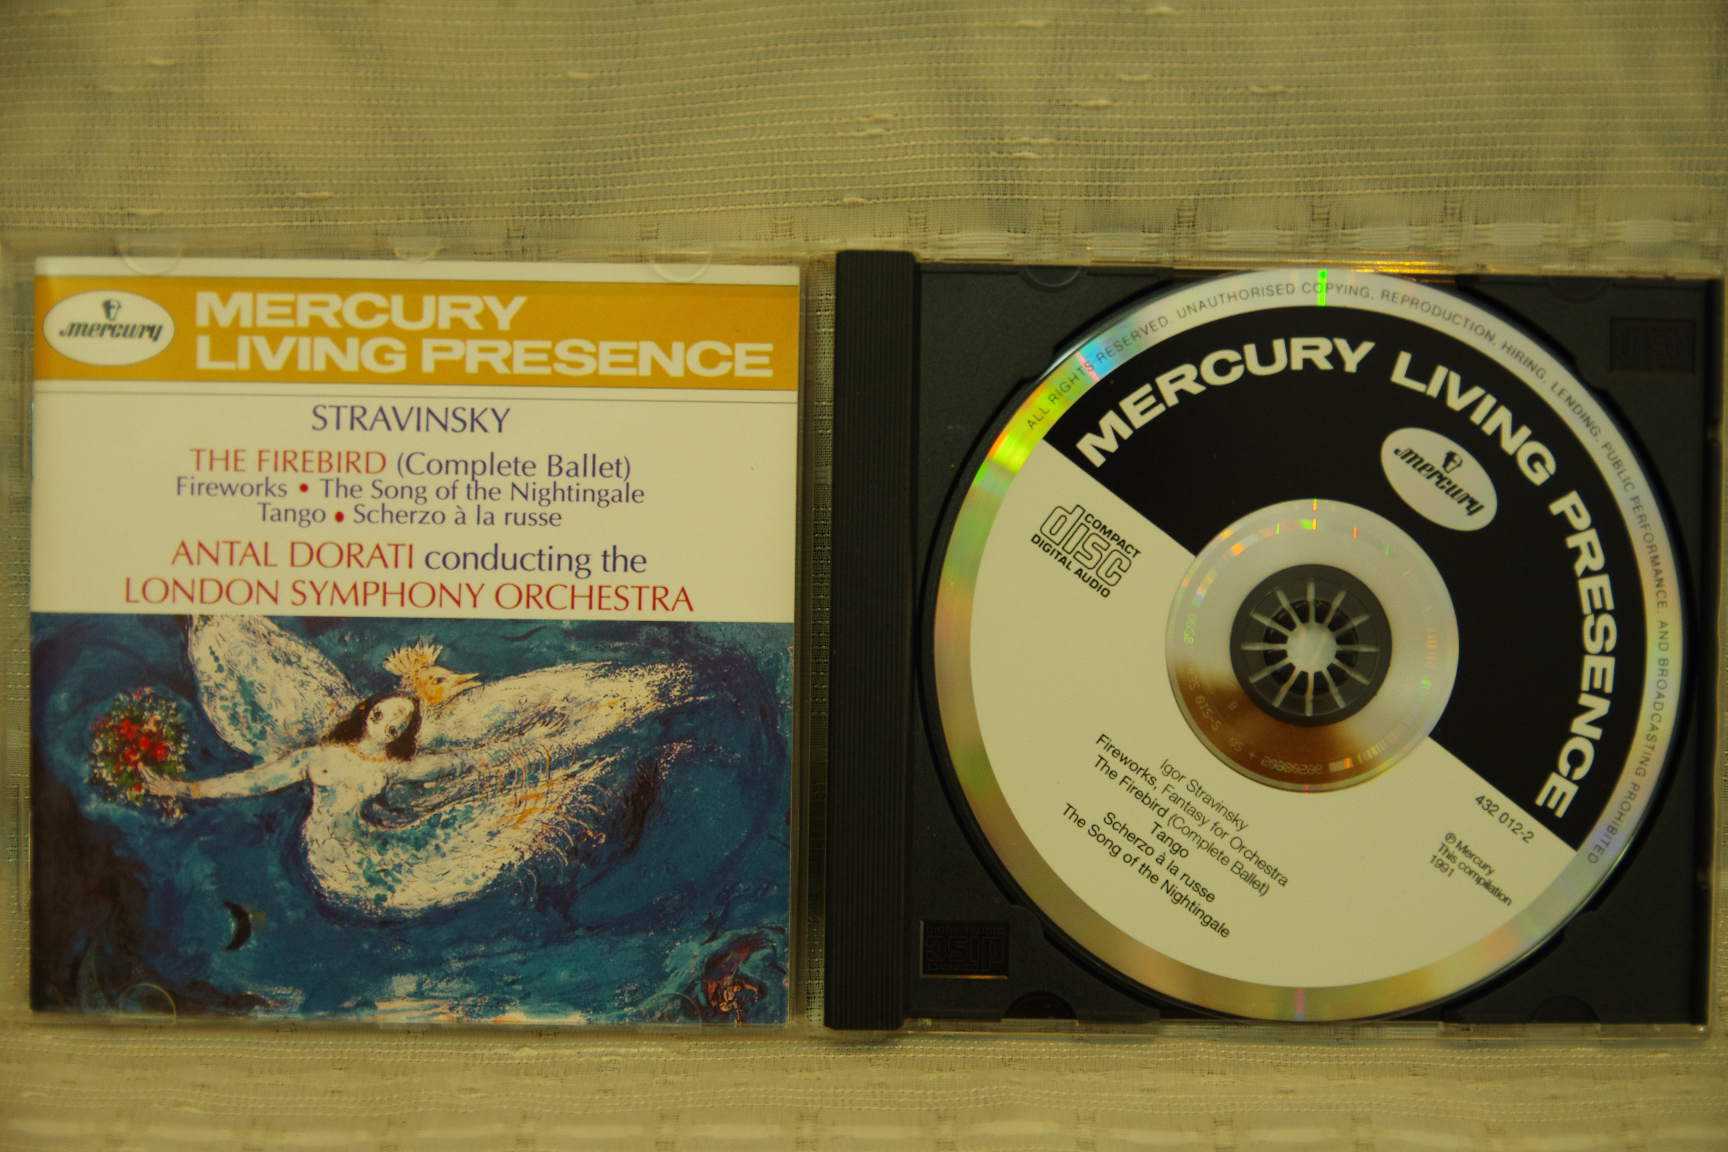 mercury
MERCURY
LIVING PRESENCE
STRAVINSKY
THE FIREBIRD (Complete Ballet)
Fireworks • The Song of the Nightingale
Tango • Scherzo à la russe
ANTAL DORATI conducting the
LONDON SYMPHONY ORCHESTRA
ALL RIGHTS RESERVED. UNAUTHORISED COPYING, REPRODUCTION, HIRING, LENDING, PUBLIC PERFORMANCE AND BROADCASTING PROHIBITED
MERCURY LIVING PRESENCE
mercury
COMPACT
disc
DIGITAL AUDIO
432 012-2
℗ Mercury
This compilation
1991
Igor Stravinsky
Fireworks, Fantasy for Orchestra
The Firebird (Complete Ballet)
Tango
Scherzo à la russe
The Song of the Nightingale